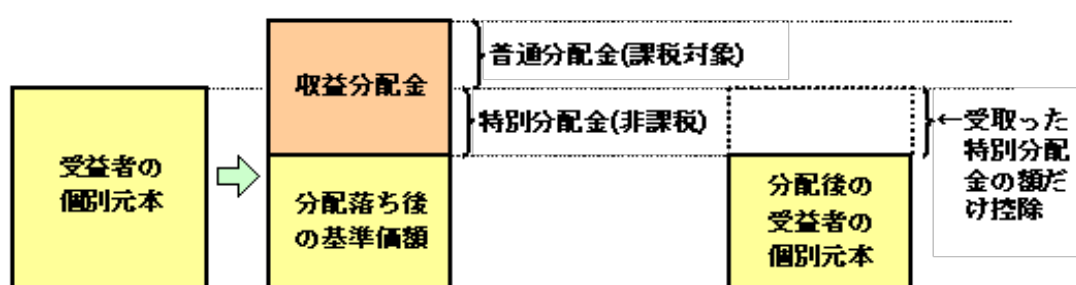 受益者の
個別元本
収益分配金
分配落ち後
の基準価額
普通分配金(課税対象)
特別分配金(非課税)
分配後の
受益者の
個別元本
←受取った
特別分配
金の額だ
け控除